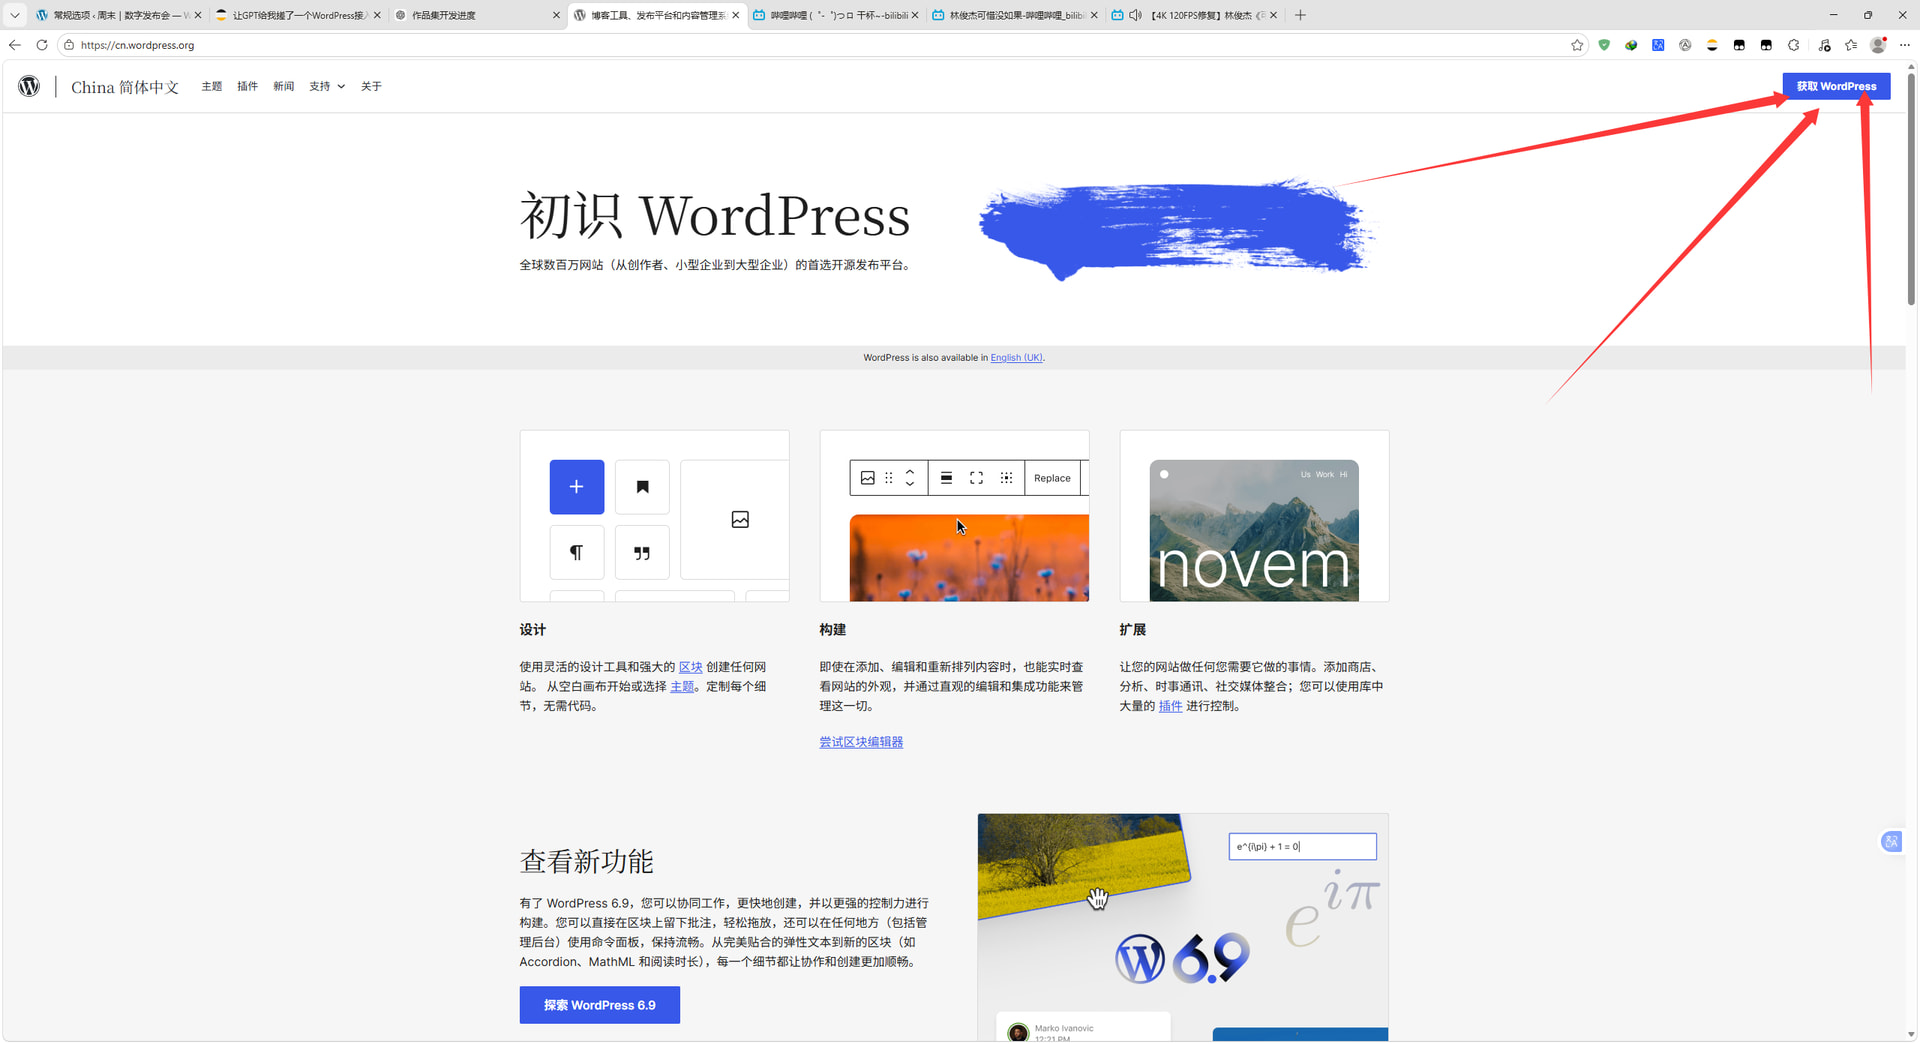 常规选项 ‹ 周末 | 数字发布会 — W
让GPT给我搓了一个WordPress接入
作品集开发进度
博客工具、发布平台和内容管理系
哔哩哔哩 (゜-゜)つロ 干杯~-bilibili
林俊杰可惜没如果-哔哩哔哩_bilibil
【4K 120FPS修复】林俊杰《可
https://cn.wordpress.org
China 简体中文
主题
插件
新闻
支持
关于
获取 WordPress
初识 WordPress
全球数百万网站（从创作者、小型企业到大型企业）的首选开源发布平台。
WordPress is also available in English (UK).
Replace
Us Work Hi
novem
设计
使用灵活的设计工具和强大的 区块 创建任何网
站。 从空白画布开始或选择 主题。定制每个细
节，无需代码。
构建
即使在添加、编辑和重新排列内容时，也能实时查
看网站的外观，并通过直观的编辑和集成功能来管
理这一切。
尝试区块编辑器
扩展
让您的网站做任何您需要它做的事情。添加商店、
分析、时事通讯、社交媒体整合；您可以使用库中
大量的 插件 进行控制。
查看新功能
有了 WordPress 6.9，您可以协同工作，更快地创建，并以更强的控制力进行
构建。您可以直接在区块上留下批注，轻松拖放，还可以在任何地方（包括管
理后台）使用命令面板，保持流畅。从完美贴合的弹性文本到新的区块（如
Accordion、MathML 和阅读时长），每一个细节都让协作和创建更加顺畅。
探索 WordPress 6.9
e^{i\pi} + 1 = 0
e^iπ
6.9
Marko Ivanovic
12:21 PM